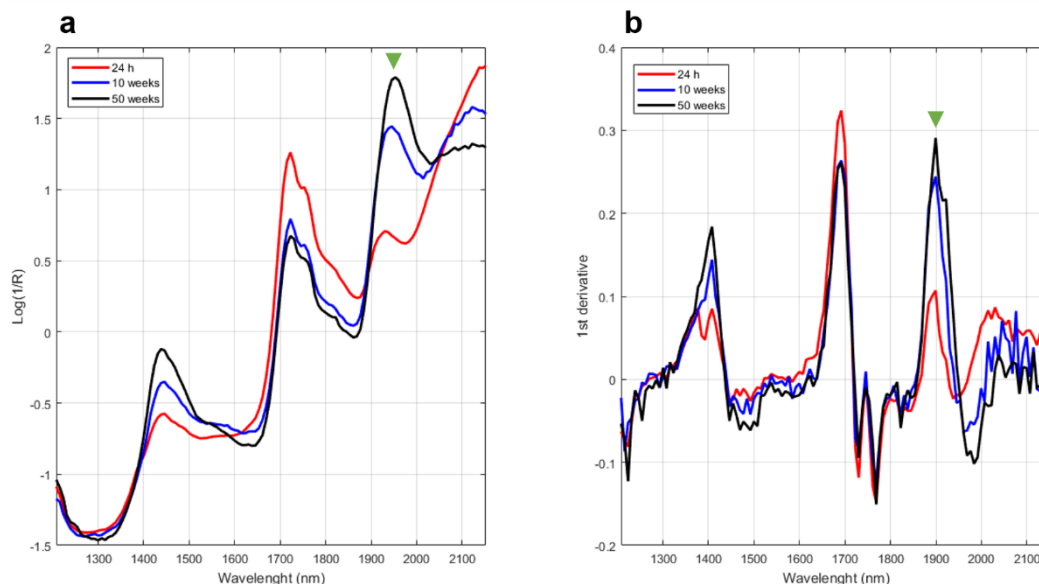 a
2
1.5
1
0.5
0
-0.5
-1
-1.5
Log(1/R)
24 h
10 weeks
50 weeks
1300 1400 1500 1600 1700 1800 1900 2000 2100
Wavelenght (nm)
b
0.4
0.3
0.2
0.1
0
-0.1
-0.2
1st derivative
24 h
10 weeks
50 weeks
1300 1400 1500 1600 1700 1800 1900 2000 2100
Wavelenght (nm)